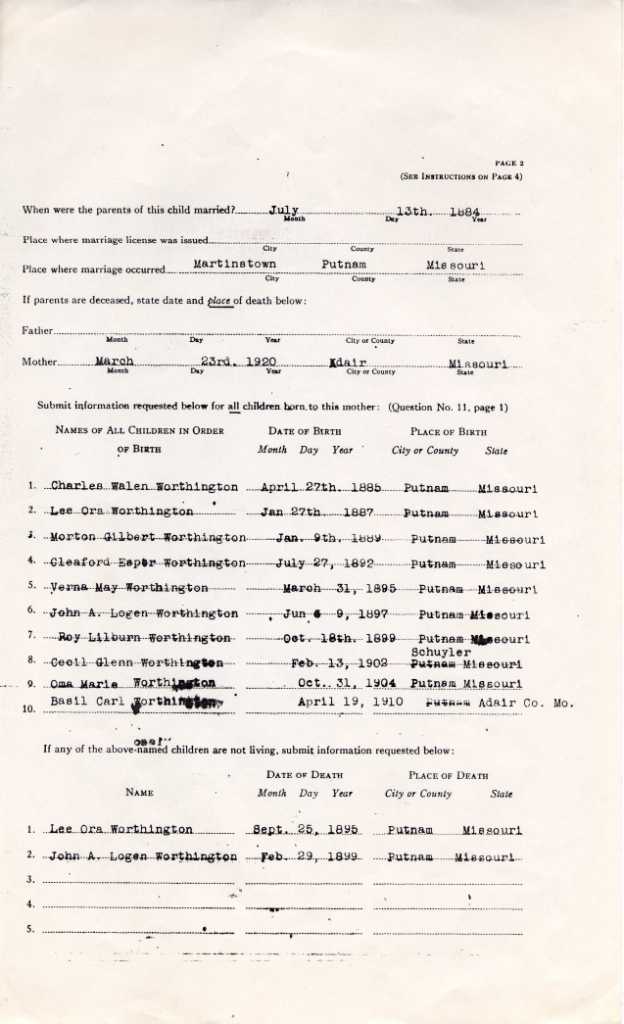 PAGE 2
(SEE INSTRUCTIONS ON PAGE 4)
When were the parents of this child married? July 13th. 1884
Month Day Year
Place where marriage license was issued
City County State
Place where marriage occurred Martinstown Putnam Missouri
City County State
If parents are deceased, state date and place of death below:
Father
Month Day Year City or County State
Mother March 23rd. 1920 Adair Missouri
Month Day Year City or County State
Submit information requested below for all children born to this mother: (Question No. 11, page 1)
NAMES OF ALL CHILDREN IN ORDER DATE OF BIRTH PLACE OF BIRTH
OF BIRTH Month Day Year City or County State
1. Charles Walen Worthington April 27th. 1885 Putnam Missouri
2. Lee Ora Worthington Jan 27th. 1887 Putnam Missouri
3. Morton Gilbert Worthington Jan. 9th. 1889 Putnam Missouri
4. Cleaford Esper Worthington July 27, 1892 Putnam Missouri
5. Verna May Worthington March 31, 1895 Putnam Missouri
6. John A. Logen Worthington Jun 9, 1897 Putnam Missouri
7. Roy Lilburn Worthington Oct. 18th. 1899 Putnam Missouri
Schuyler
8. Cecil Glenn Worthington Feb. 13, 1902 Putnam Missouri
9. Oma Marie Worthington Oct. 31, 1904 Putnam Missouri
10. Basil Carl Worthington April 19, 1910 Putnam Adair Co. Mo.
If any of the above-named children are not living, submit information requested below:
DATE OF DEATH PLACE OF DEATH
NAME Month Day Year City or County State
1. Lee Ora Worthington Sept. 25, 1895 Putnam Missouri
2. John A. Logen Worthington Feb. 29, 1899 Putnam Missouri
3.
4.
5.